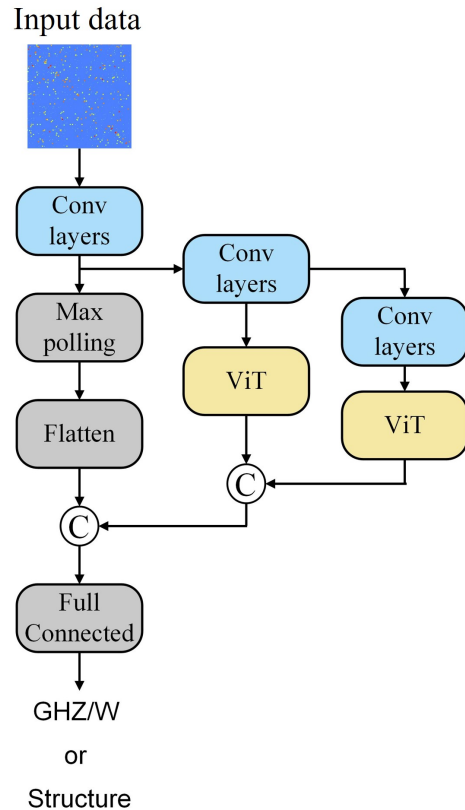 Input data
Conv
layers
Conv
layers
Conv
layers
Max
polling
ViT
ViT
Flatten
C
C
Full
Connected
GHZ/W
or
Structure